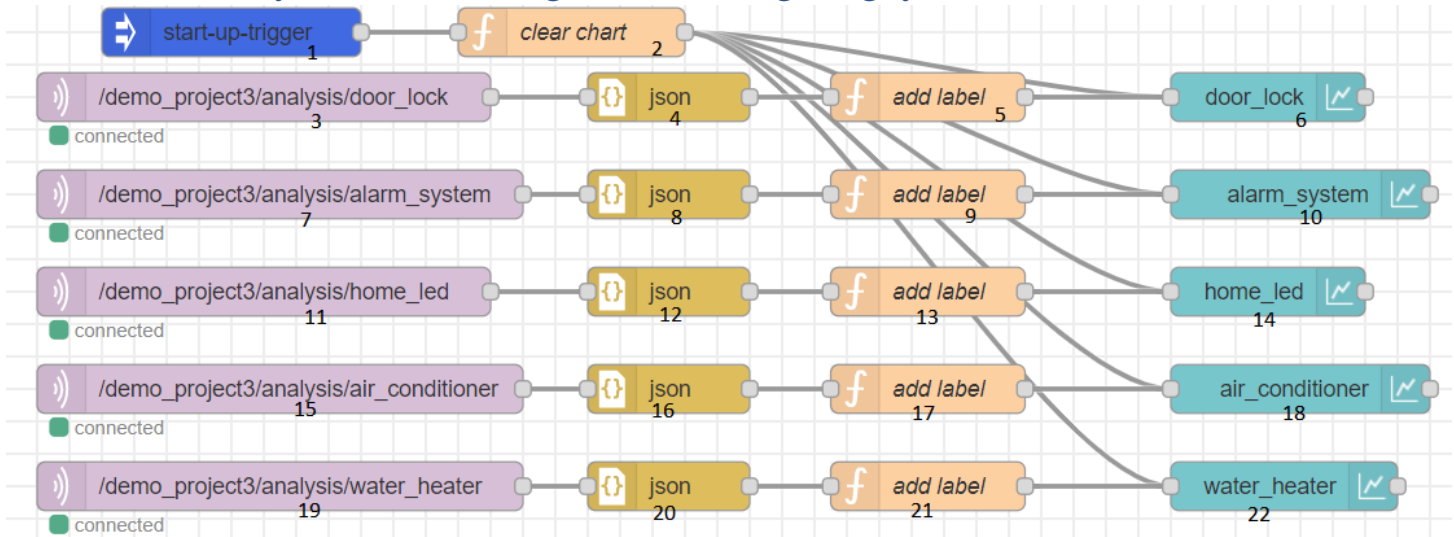 start-up-trigger 1 clear chart 2
/demo_project3/analysis/door_lock 3 json 4 add label 5 door_lock 6
connected
/demo_project3/analysis/alarm_system 7 json 8 add label 9 alarm_system 10
connected
/demo_project3/analysis/home_led 11 json 12 add label 13 home_led 14
connected
/demo_project3/analysis/air_conditioner 15 json 16 add label 17 air_conditioner 18
connected
/demo_project3/analysis/water_heater 19 json 20 add label 21 water_heater 22
connected